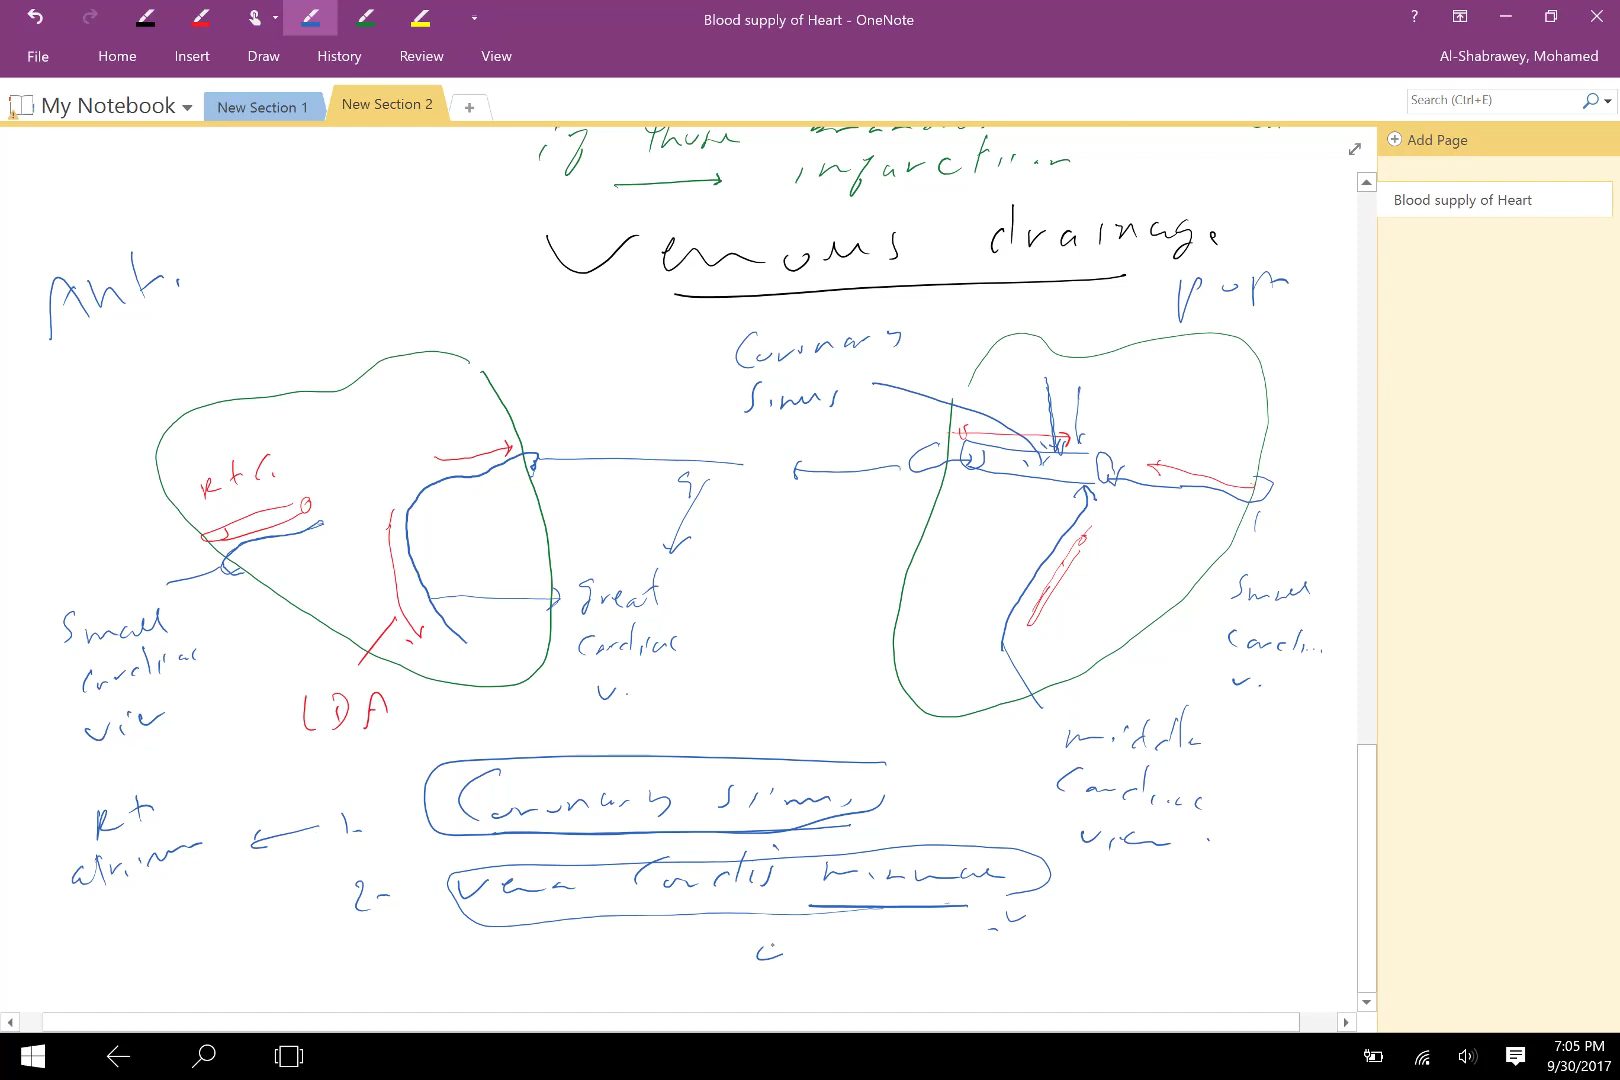 Blood supply of Heart - OneNote
?
File Home Insert Draw History Review View
Al-Shabrawey, Mohamed
My Notebook
New Section 1
New Section 2
Search (Ctrl+E)
Add Page
Blood supply of Heart
if those
infarction
Venous drainage
Ant.
post
Coronary
sinus
Rt C.
great
cardiac
v.
Small
cardiac
LDA
Small
Card...
v.
middle
Cardiac
Rt
atrium
1- Coronary sinus
2- Vena Cordis minimae
c
7:05 PM
9/30/2017